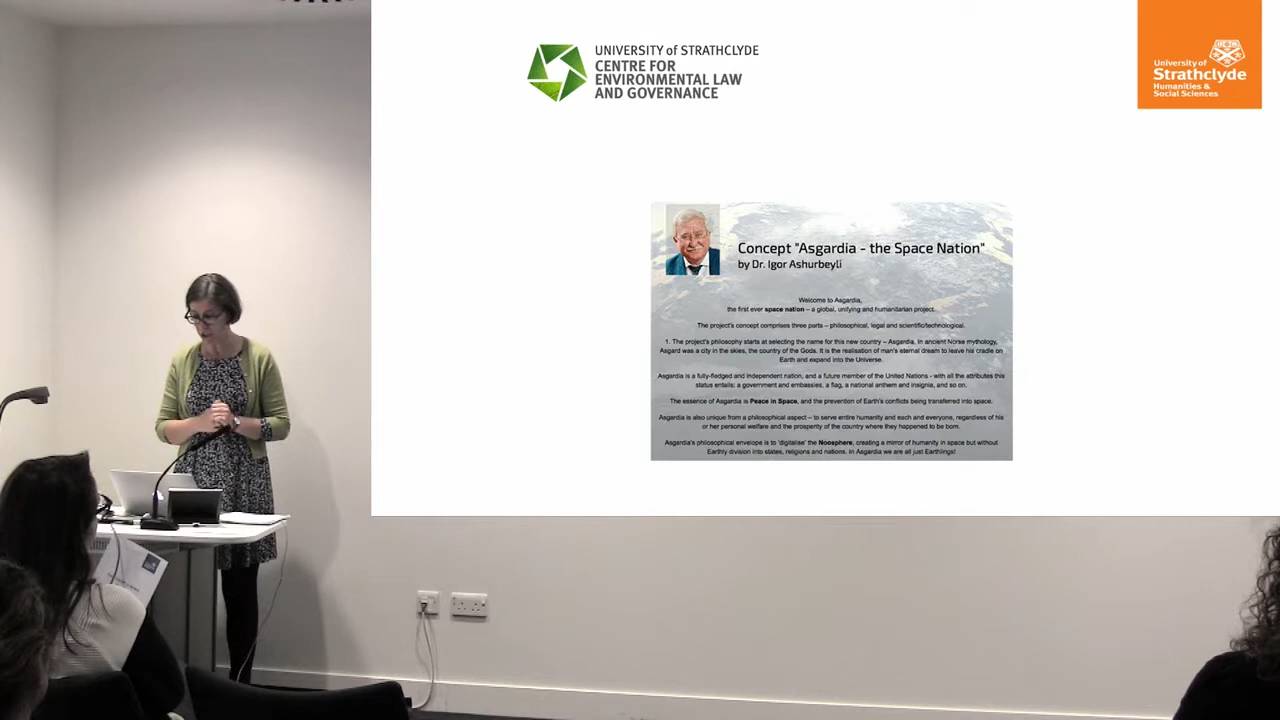 UNIVERSITY of STRATHCLYDE
CENTRE FOR
ENVIRONMENTAL LAW
AND GOVERNANCE
University of
Strathclyde
Humanities &
Social Sciences
Concept "Asgardia - the Space Nation"
by Dr. Igor Ashurbeyli
Welcome to Asgardia,
the first ever space nation – a global, unifying and humanitarian project.
The project's concept comprises three parts – philosophical, legal and scientific/technological.
1. The project's philosophy starts at selecting the name for this new country – Asgardia. In ancient Norse mythology,
Asgard was a city in the skies, the country of the Gods. It is the realisation of man's eternal dream to leave his cradle on
Earth and expand into the Universe.
Asgardia is a fully-fledged and independent nation, and a future member of the United Nations - with all the attributes this
status entails: a government and embassies, a flag, a national anthem and insignia, and so on.
The essence of Asgardia is Peace in Space, and the prevention of Earth's conflicts being transferred into space.
Asgardia is also unique from a philosophical aspect – to serve entire humanity and each and everyone, regardless of his
or her personal welfare and the prosperity of the country where they happened to be born.
Asgardia's philosophical envelope is to 'digitalise' the Noosphere, creating a mirror of humanity in space but without
Earthly division into states, religions and nations. In Asgardia we are all just Earthlings!